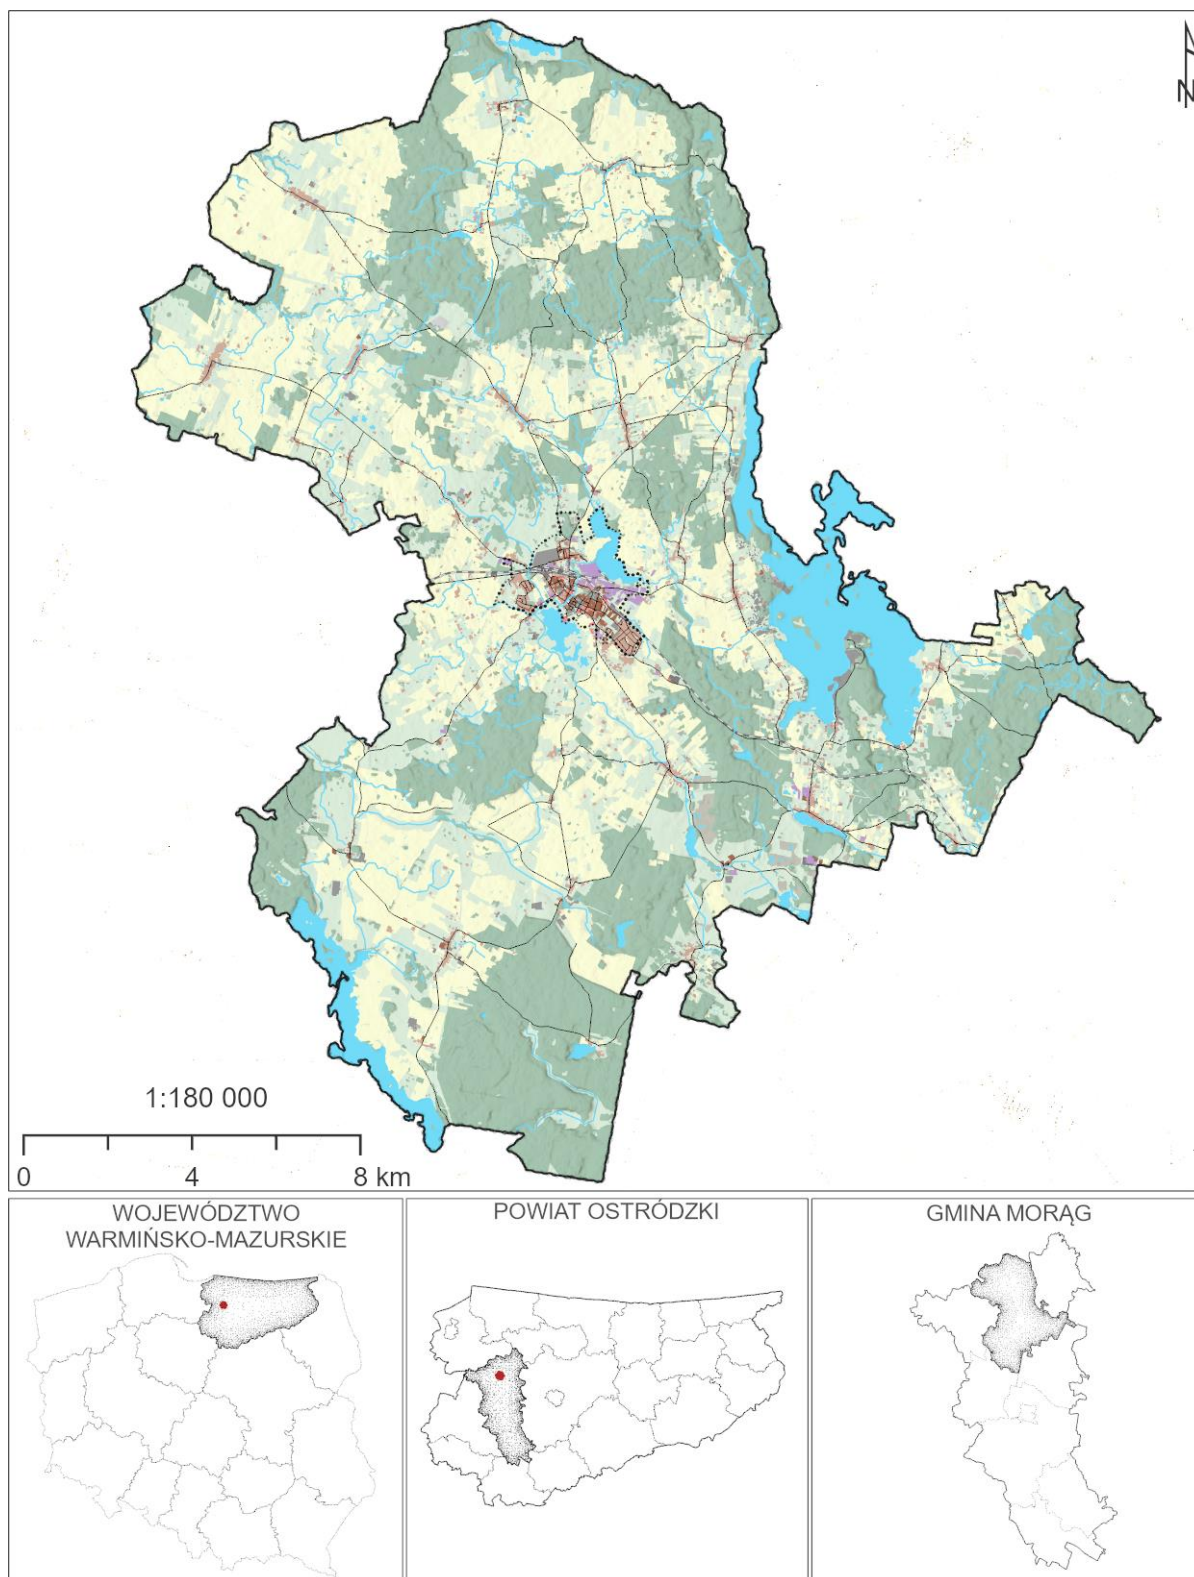 N
1:180 000
0 4 8 km
WOJEWÓDZTWO
WARMIŃSKO-MAZURSKIE
POWIAT OSTRÓDZKI
GMINA MORĄG